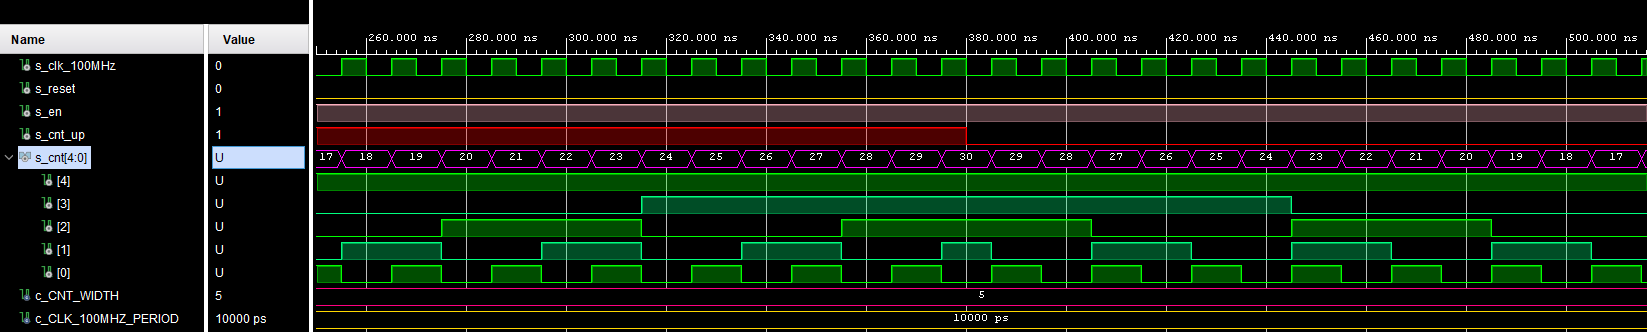 Name Value
260.000 ns 280.000 ns 300.000 ns 320.000 ns 340.000 ns 360.000 ns 380.000 ns 400.000 ns 420.000 ns 440.000 ns 460.000 ns 480.000 ns 500.000 ns
s_clk_100MHz 0
s_reset 0
s_en 1
s_cnt_up 1
s_cnt[4:0] U 17 18 19 20 21 22 23 24 25 26 27 28 29 30 29 28 27 26 25 24 23 22 21 20 19 18 17
[4] U
[3] U
[2] U
[1] U
[0] U
c_CNT_WIDTH 5 5
c_CLK_100MHZ_PERIOD 10000 ps 10000 ps